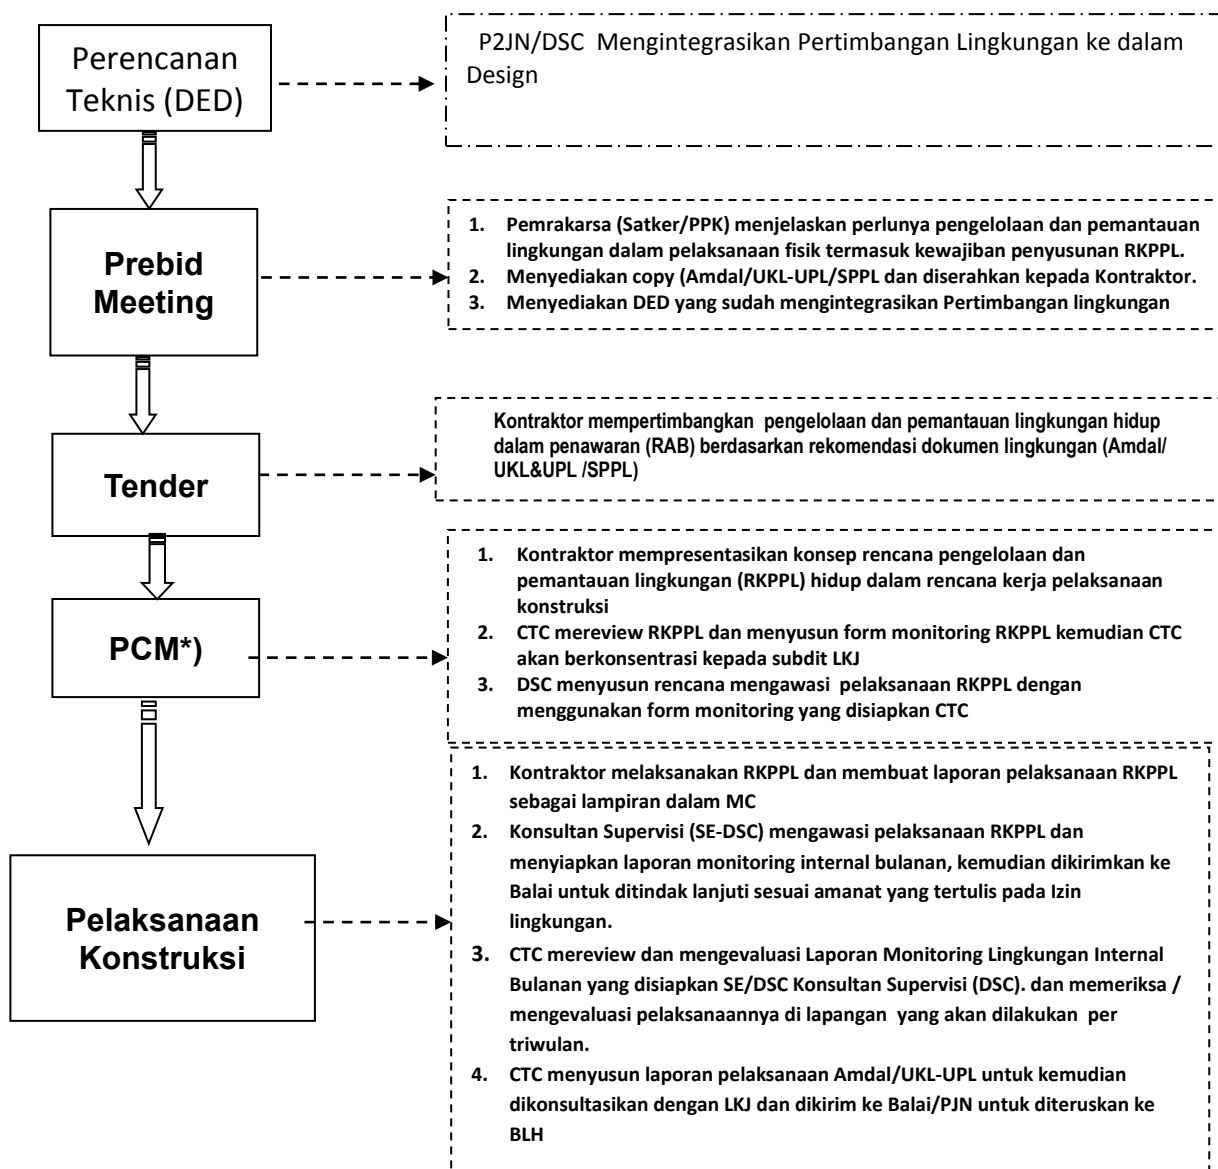 Perencanan
Teknis (DED)
P2JN/DSC Mengintegrasikan Pertimbangan Lingkungan ke dalam
Design
Prebid
Meeting
1. Pemrakarsa (Satker/PPK) menjelaskan perlunya pengelolaan dan pemantauan
lingkungan dalam pelaksanaan fisik termasuk kewajiban penyusunan RKPPL.
2. Menyediakan copy (Amdal/UKL-UPL/SPPL dan diserahkan kepada Kontraktor.
3. Menyediakan DED yang sudah mengintegrasikan Pertimbangan lingkungan
Tender
Kontraktor mempertimbangkan pengelolaan dan pemantauan lingkungan hidup
dalam penawaran (RAB) berdasarkan rekomendasi dokumen lingkungan (Amdal/
UKL&UPL /SPPL)
PCM*)
1. Kontraktor mempresentasikan konsep rencana pengelolaan dan
pemantauan lingkungan (RKPPL) hidup dalam rencana kerja pelaksanaan
konstruksi
2. CTC mereview RKPPL dan menyusun form monitoring RKPPL kemudian CTC
akan berkonsentrasi kepada subdit LKJ
3. DSC menyusun rencana mengawasi pelaksanaan RKPPL dengan
menggunakan form monitoring yang disiapkan CTC
Pelaksanaan
Konstruksi
1. Kontraktor melaksanakan RKPPL dan membuat laporan pelaksanaan RKPPL
sebagai lampiran dalam MC
2. Konsultan Supervisi (SE-DSC) mengawasi pelaksanaan RKPPL dan
menyiapkan laporan monitoring internal bulanan, kemudian dikirimkan ke
Balai untuk ditindak lanjuti sesuai amanat yang tertulis pada Izin
lingkungan.
3. CTC mereview dan mengevaluasi Laporan Monitoring Lingkungan Internal
Bulanan yang disiapkan SE/DSC Konsultan Supervisi (DSC). dan memeriksa /
mengevaluasi pelaksanaannya di lapangan yang akan dilakukan per
triwulan.
4. CTC menyusun laporan pelaksanaan Amdal/UKL-UPL untuk kemudian
dikonsultasikan dengan LKJ dan dikirim ke Balai/PJN untuk diteruskan ke
BLH